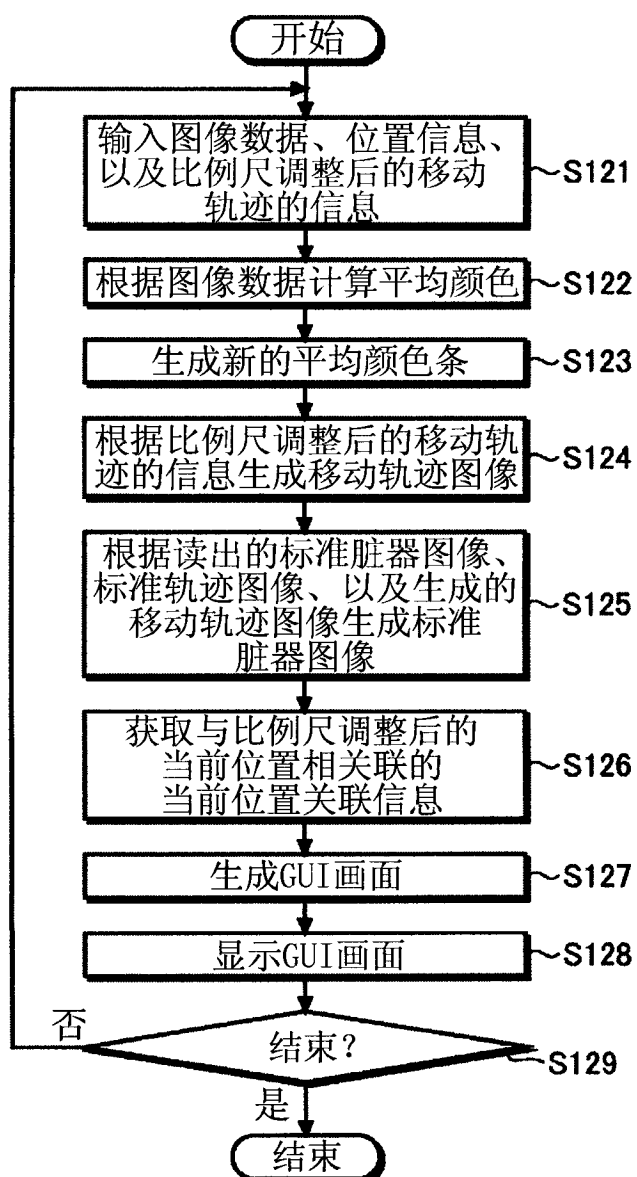 开始
输入图像数据、位置信息、
以及比例尺调整后的移动
轨迹的信息
~S121
根据图像数据计算平均颜色
~S122
生成新的平均颜色条
~S123
根据比例尺调整后的移动轨
迹的信息生成移动轨迹图像
~S124
根据读出的标准脏器图像、
标准轨迹图像、以及生成的
移动轨迹图像生成标准
脏器图像
~S125
获取与比例尺调整后的
当前位置相关联的
当前位置关联信息
~S126
生成GUI画面
~S127
显示GUI画面
~S128
否
结束?
~S129
是
结束